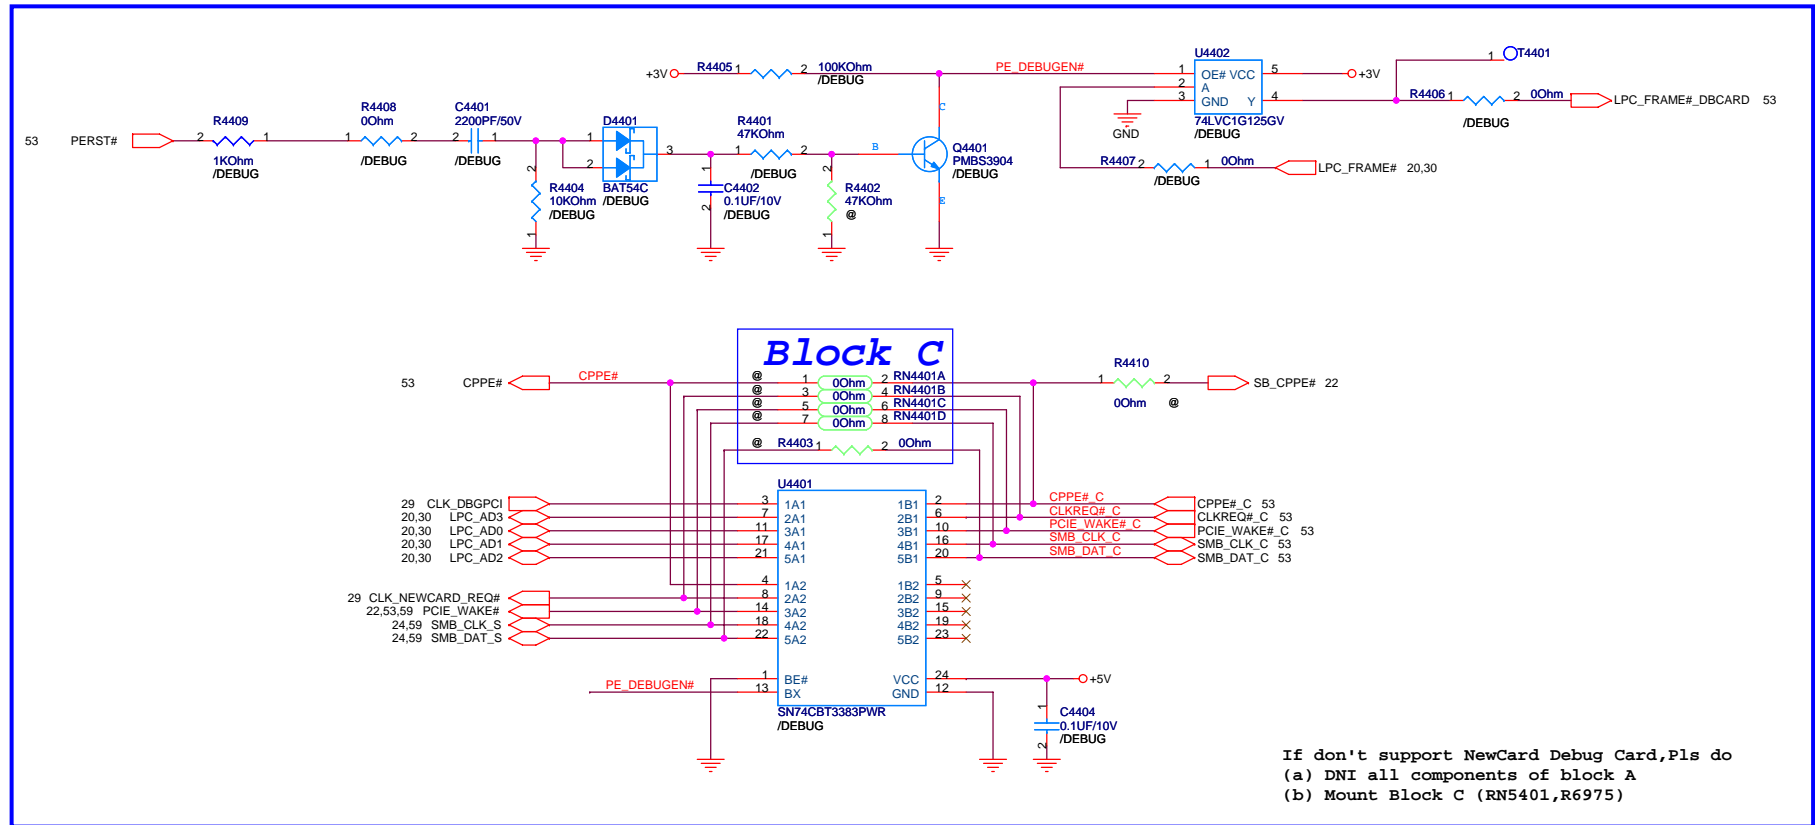 U4402
1 T4401
+3V R4405 1 2 100KOhm
/DEBUG
PE_DEBUGEN#
1 OE# VCC 5 +3V
2 A
3 GND Y 4
74LVC1G125GV
/DEBUG
GND
R4406 1 2 0Ohm LPC_FRAME#_DBCARD 53
/DEBUG
R4407 2 1 0Ohm LPC_FRAME# 20,30
/DEBUG
53 PERST#
2 R4409 1
1KOhm
/DEBUG
R4408
0Ohm
1 2
/DEBUG
C4401
2200PF/50V
2 1
/DEBUG
2
R4404
10KOhm
/DEBUG
1
D4401
1
2
3
BAT54C
/DEBUG
R4401
47KOhm
1 2
/DEBUG
1
C4402
0.1UF/10V
2
/DEBUG
2
R4402
47KOhm
@
1
B
C
E
Q4401
PMBS3904
/DEBUG
Block C
53 CPPE# CPPE#
@ 1 0Ohm 2 RN4401A
@ 3 0Ohm 4 RN4401B
@ 5 0Ohm 6 RN4401C
@ 7 0Ohm 8 RN4401D
@ R4403 1 2 0Ohm
R4410
1 2 SB_CPPE# 22
0Ohm @
U4401
29 CLK_DBGPCI 3 1A1 1B1 2 CPPE#_C CPPE#_C 53
20,30 LPC_AD3 7 2A1 2B1 6 CLKREQ#_C CLKREQ#_C 53
20,30 LPC_AD0 11 3A1 3B1 10 PCIE_WAKE#_C PCIE_WAKE#_C 53
20,30 LPC_AD1 17 4A1 4B1 16 SMB_CLK_C SMB_CLK_C 53
20,30 LPC_AD2 21 5A1 5B1 20 SMB_DAT_C SMB_DAT_C 53
4 1A2 1B2 5
29 CLK_NEWCARD_REQ# 8 2A2 2B2 9
22,53,59 PCIE_WAKE# 14 3A2 3B2 15
24,59 SMB_CLK_S 18 4A2 4B2 19
24,59 SMB_DAT_S 22 5A2 5B2 23
1 BE# VCC 24 +5V
PE_DEBUGEN# 13 BX GND 12
SN74CBT3383PWR
/DEBUG
1
C4404
0.1UF/10V
/DEBUG
2
If don't support NewCard Debug Card,Pls do
(a) DNI all components of block A
(b) Mount Block C (RN5401,R6975)